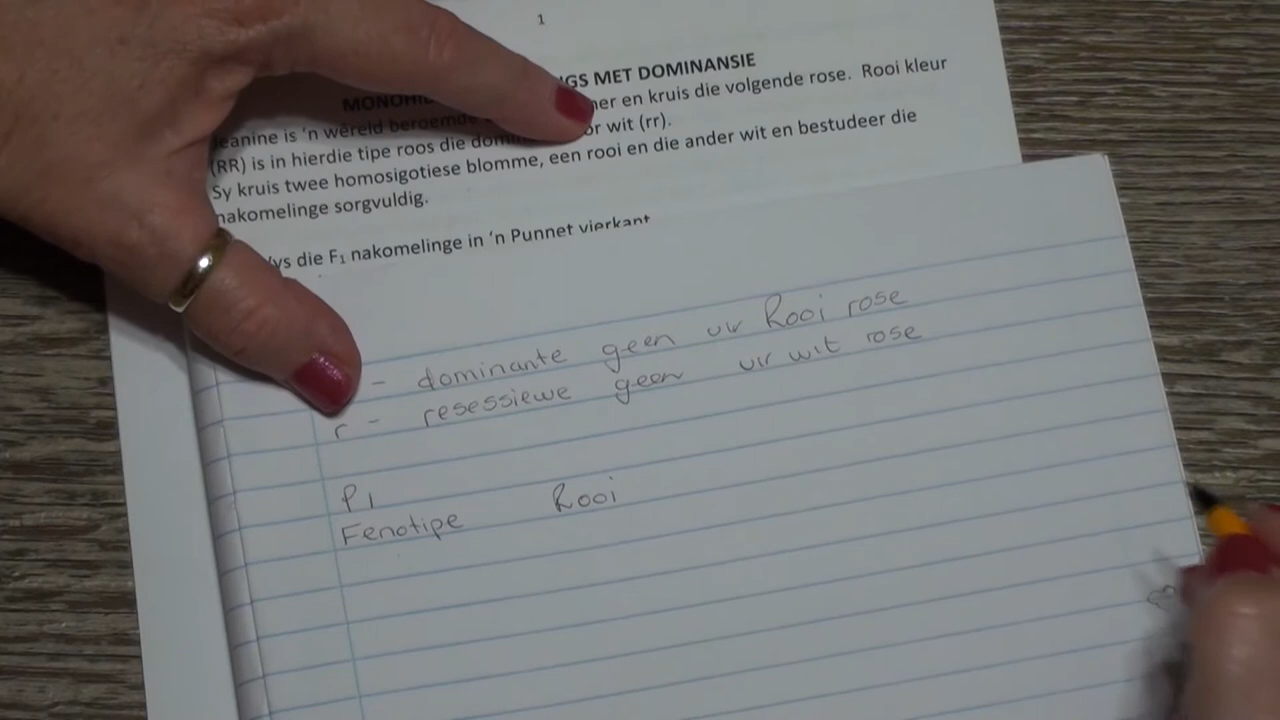 1
GS MET DOMINANSIE
Jeanine is 'n wêreld beroemde er en kruis die volgende rose. Rooi kleur
(RR) is in hierdie tipe roos die or wit (rr).
Sy kruis twee homosigotiese blomme, een rooi en die ander wit en bestudeer die
nakomelinge sorgvuldig.
die F₁ nakomelinge in 'n Punnet vierkant
- dominante geen vir Rooi rose
r - resessiewe geen vir wit rose
P1
Fenotipe Rooi